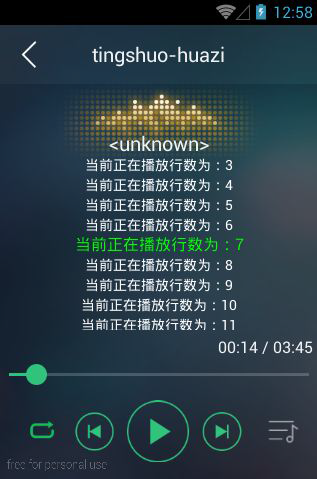 12:58
tingshuo-huazi
<unknown>
当前正在播放行数为：3
当前正在播放行数为：4
当前正在播放行数为：5
当前正在播放行数为：6
当前正在播放行数为：7
当前正在播放行数为：8
当前正在播放行数为：9
当前正在播放行数为：10
当前正在播放行数为：11
00:14 / 03:45
free for personal use